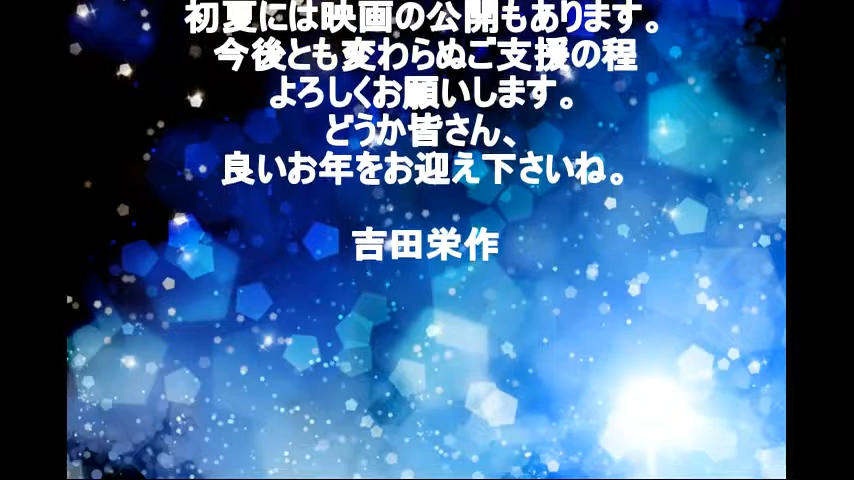 初夏には映画の公開もあります。
今後とも変わらぬご支援の程
よろしくお願いします。
どうか皆さん、
良いお年をお迎え下さいね。
吉田栄作